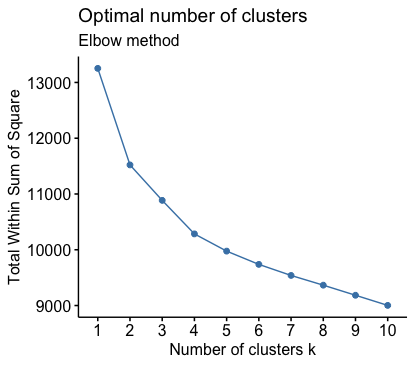 Optimal number of clusters
Elbow method
Total Within Sum of Square
13000
12000
11000
10000
9000
1 2 3 4 5 6 7 8 9 10
Number of clusters k